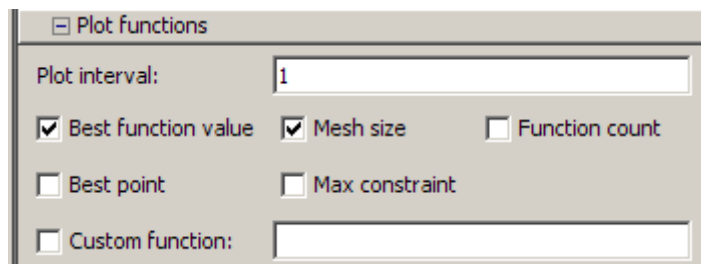 Plot functions
Plot interval: 1
Best function value Mesh size Function count
Best point Max constraint
Custom function: